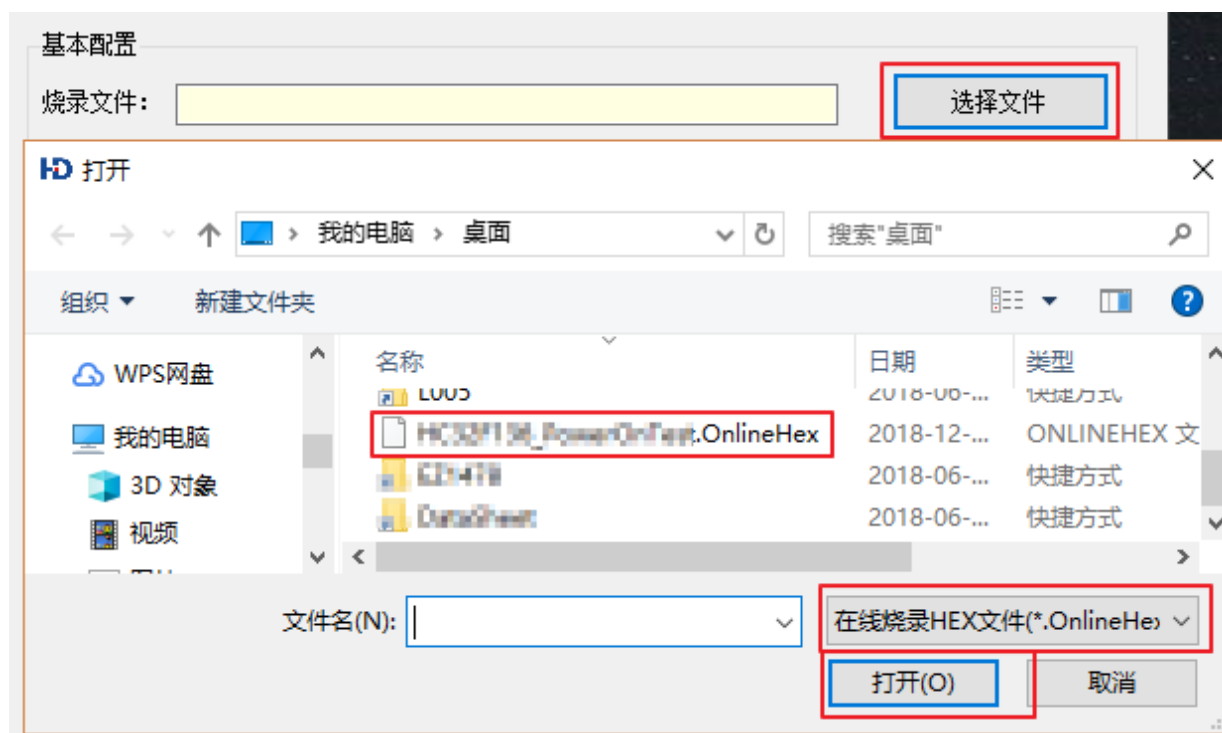 基本配置
烧录文件：
选择文件
HD 打开
我的电脑 桌面
搜索"桌面"
组织 新建文件夹
WPS网盘
我的电脑
3D 对象
视频
名称 日期 类型
L005 2018-06-... 快捷方式
.OnlineHex 2018-12-... ONLINEHEX 文
2018-06-... 快捷方式
2018-06-... 快捷方式
文件名(N):
在线烧录HEX文件(*.OnlineHe
打开(O)
取消